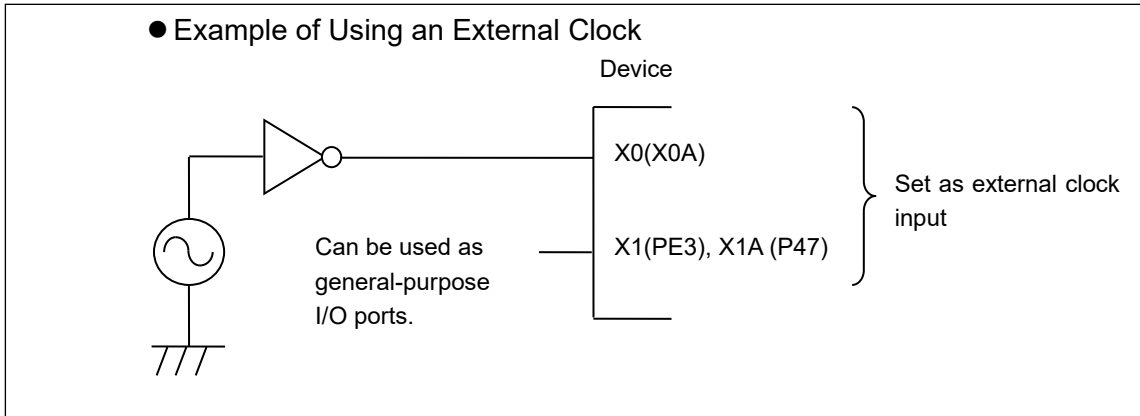 ● Example of Using an External Clock
Device
X0(X0A)
Set as external clock
input
Can be used as
general-purpose
I/O ports.
X1(PE3), X1A (P47)